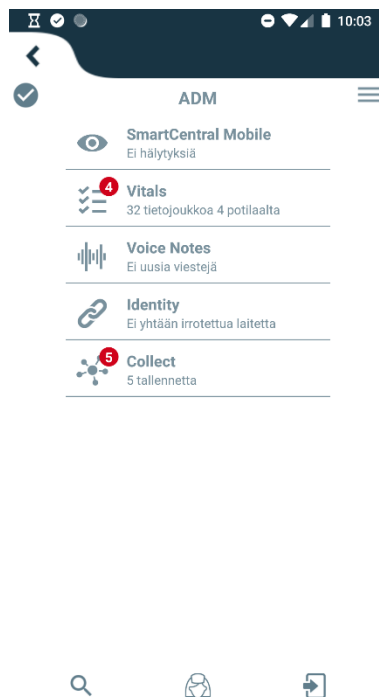 10:03
ADM
SmartCentral Mobile
Ei hälytyksiä
4
Vitals
32 tietojoukkoa 4 potilaalta
Voice Notes
Ei uusia viestejä
Identity
Ei yhtään irrotettua laitetta
5
Collect
5 tallennetta